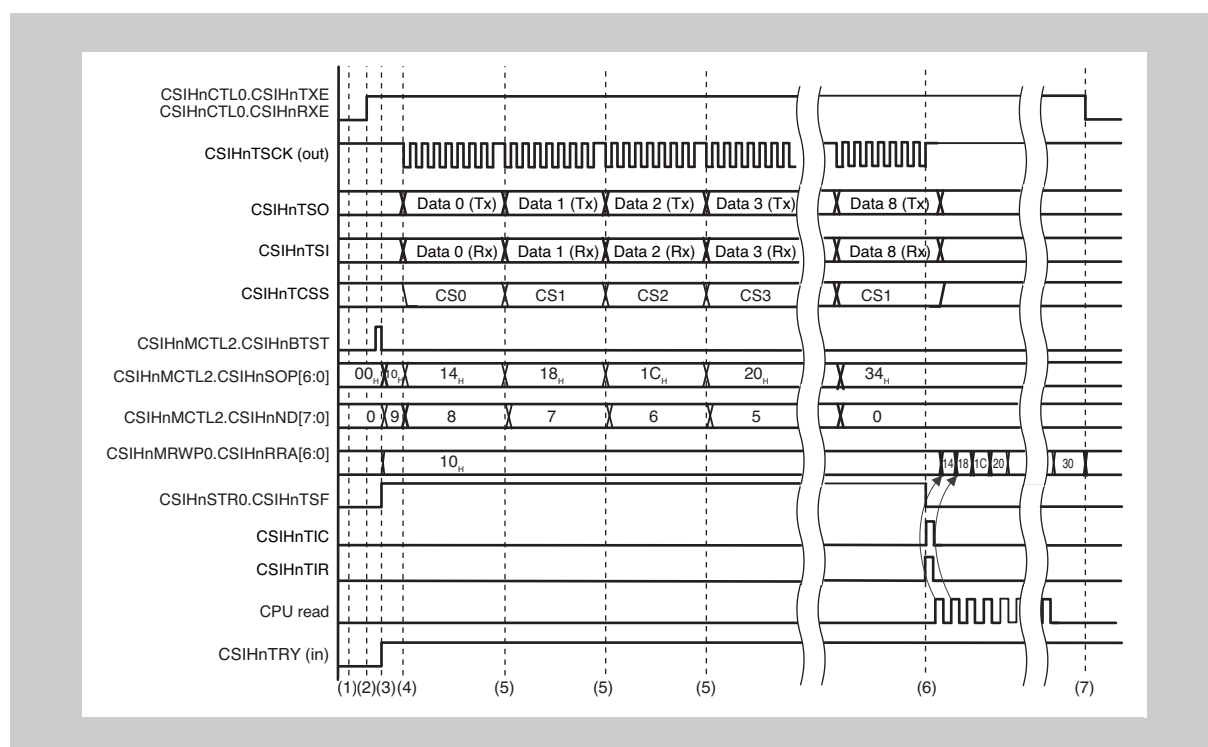 CSIHnCTL0.CSIHnTXE
CSIHnCTL0.CSIHnRXE
CSIHnTSCK (out)
CSIHnTSO Data 0 (Tx) Data 1 (Tx) Data 2 (Tx) Data 3 (Tx) Data 8 (Tx)
CSIHnTSI Data 0 (Rx) Data 1 (Rx) Data 2 (Rx) Data 3 (Rx) Data 8 (Rx)
CSIHnTCSS CS0 CS1 CS2 CS3 CS1
CSIHnMCTL2.CSIHnBTST
CSIHnMCTL2.CSIHnSOP[6:0] 00H 10H 14H 18H 1CH 20H 34H
CSIHnMCTL2.CSIHnND[7:0] 0 9 8 7 6 5 0
CSIHnMRWP0.CSIHnRRA[6:0] 10H 14 18 1C 20 30
CSIHnSTR0.CSIHnTSF
CSIHnTIC
CSIHnTIR
CPU read
CSIHnTRY (in)
(1)(2)(3)(4) (5) (5) (5) (6) (7)